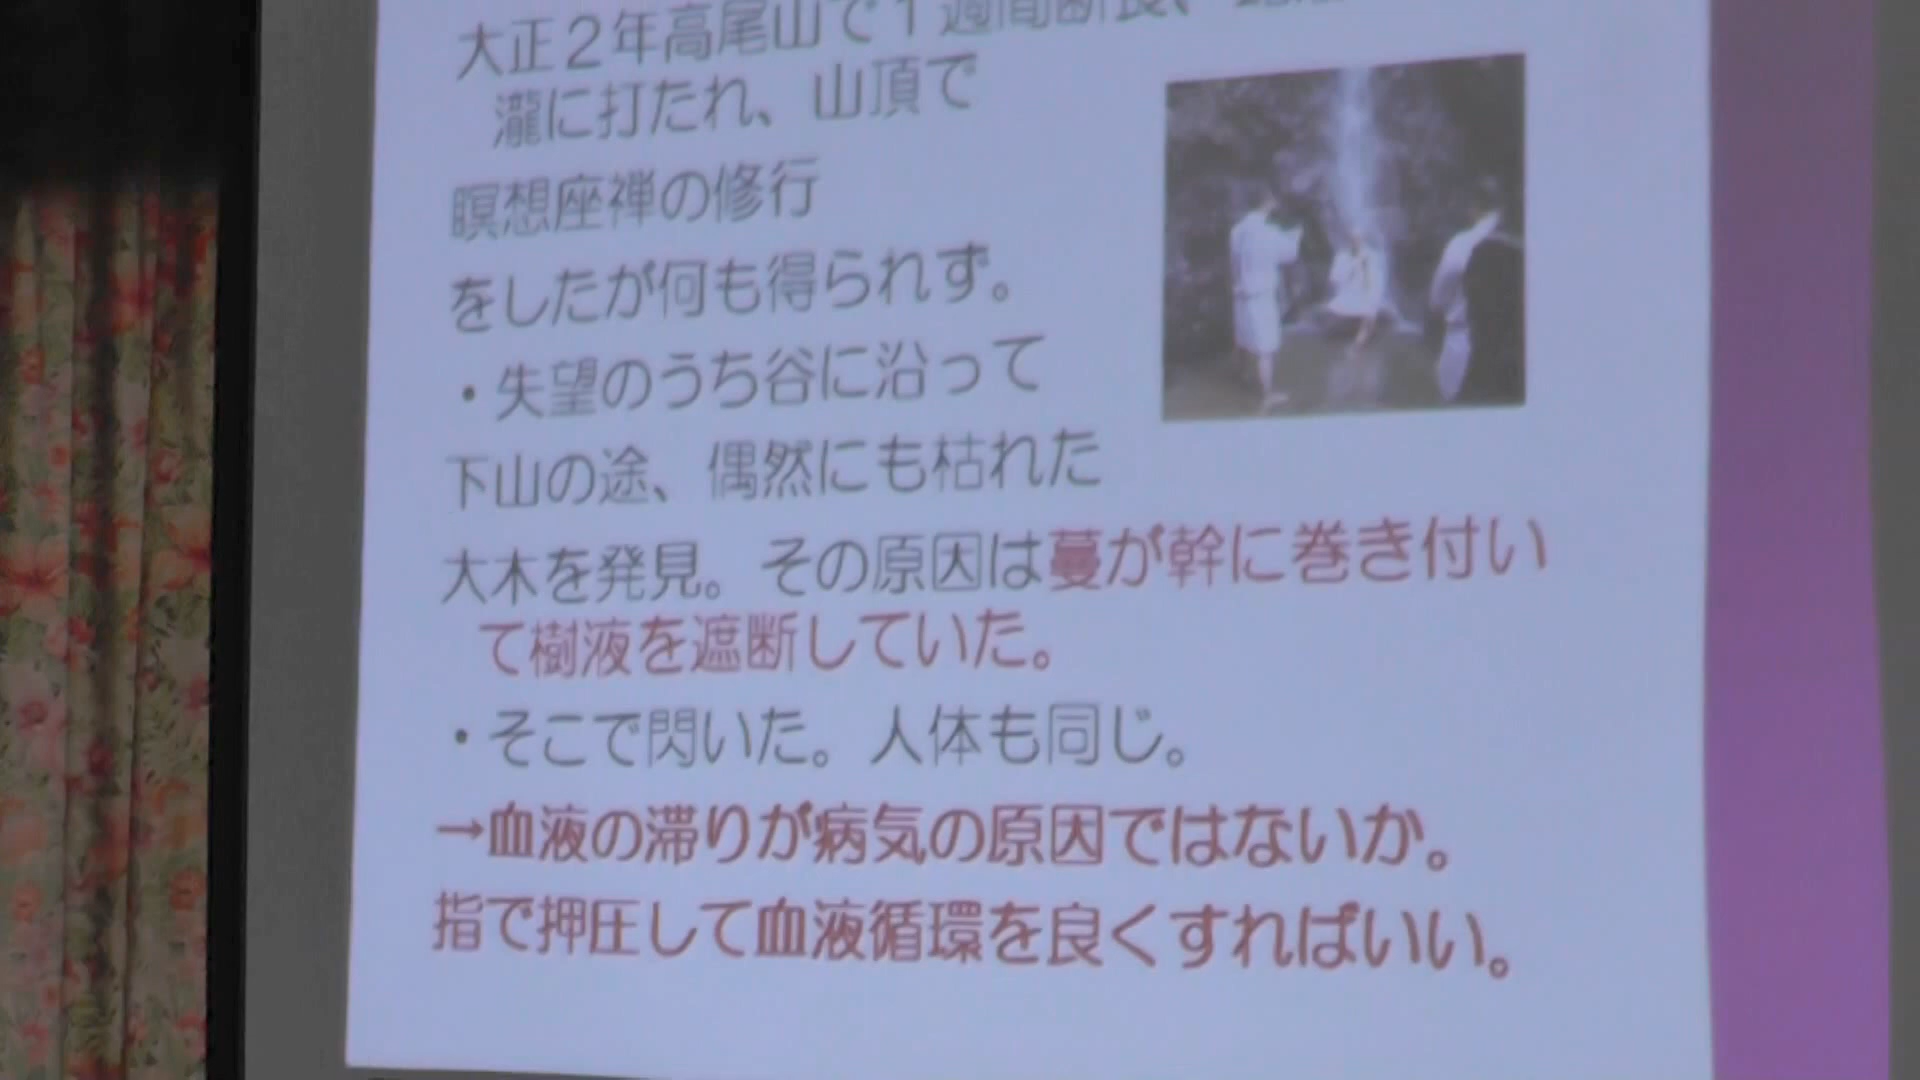 大正２年高尾山で１週間断食、
瀧に打たれ、山頂で
瞑想座禅の修行
をしたが何も得られず。
・失望のうち谷に沿って
下山の途、偶然にも枯れた
大木を発見。その原因は蔓が幹に巻き付い
て樹液を遮断していた。
・そこで閃いた。人体も同じ。
→血液の滞りが病気の原因ではないか。
指で押圧して血液循環を良くすればいい。